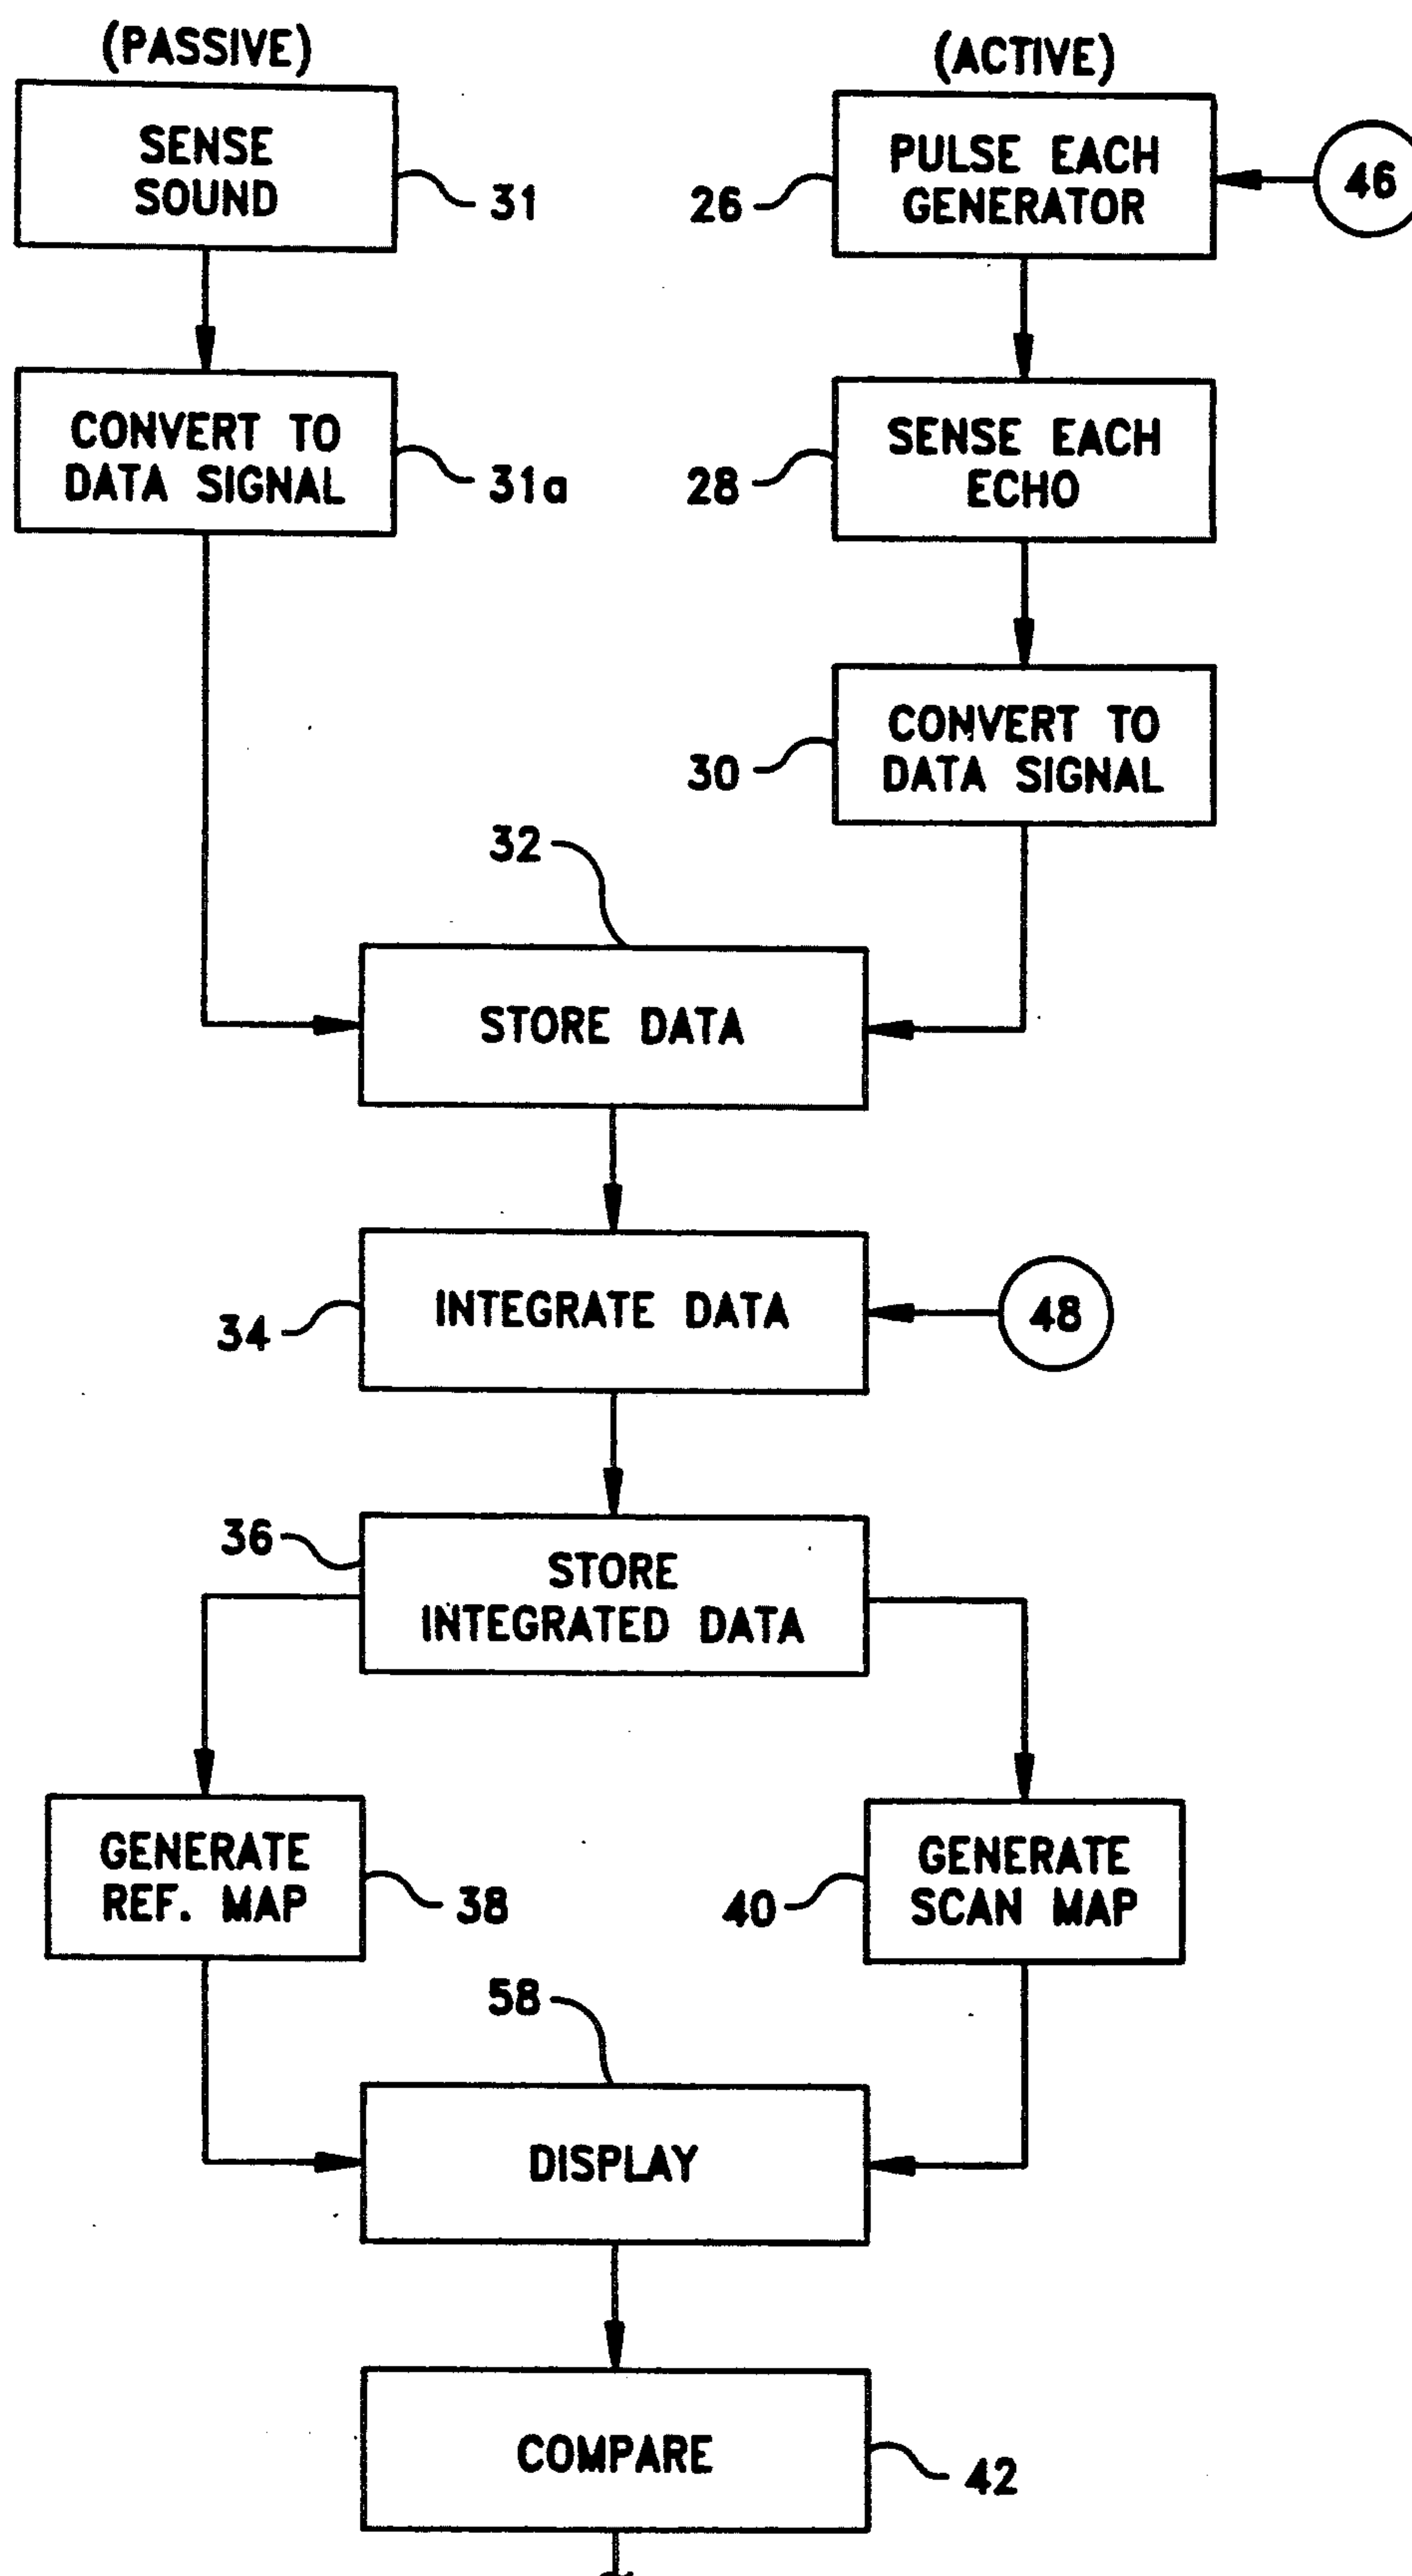 (PASSIVE)
(ACTIVE)
SENSE
SOUND
31
26
PULSE EACH
GENERATOR
46
CONVERT TO
DATA SIGNAL
31a
28
SENSE EACH
ECHO
30
CONVERT TO
DATA SIGNAL
32
STORE DATA
34
INTEGRATE DATA
48
36
STORE
INTEGRATED DATA
GENERATE
REF. MAP
38
40
GENERATE
SCAN MAP
58
DISPLAY
COMPARE
42